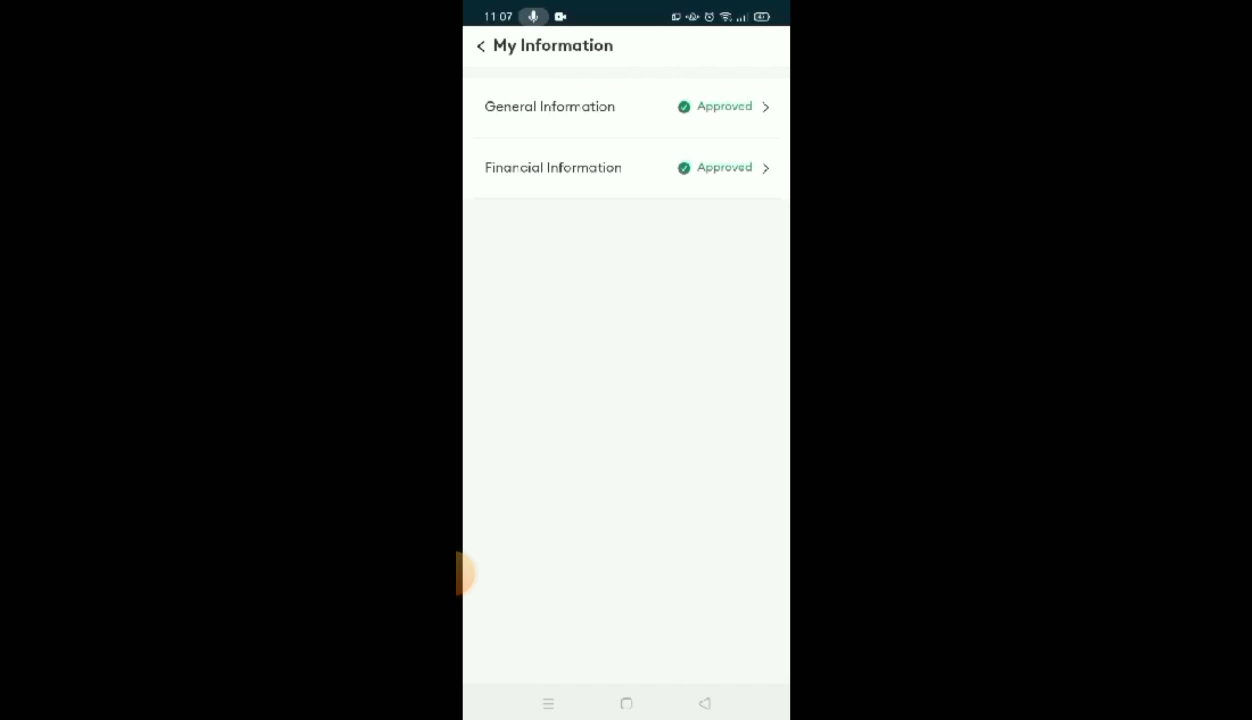 11 07
My Information
General Information
Approved
Financial Information
Approved